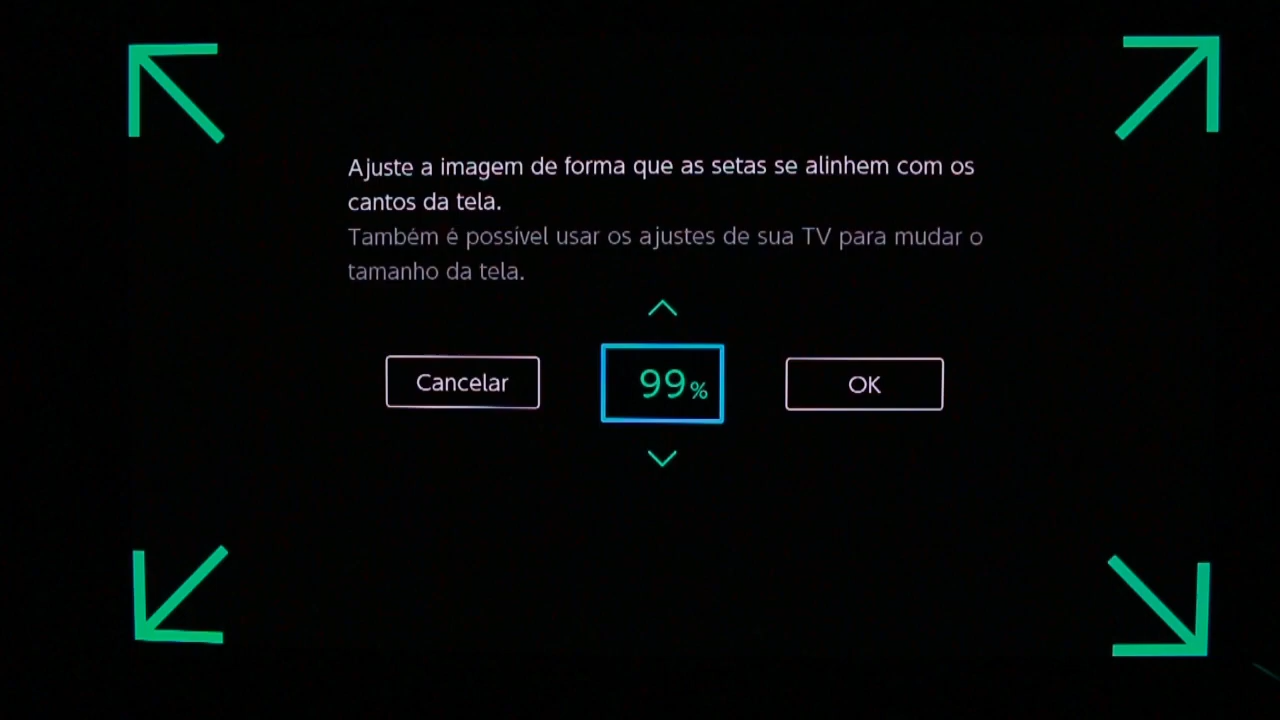 Ajuste a imagem de forma que as setas se alinhem com os
cantos da tela.
Também é possível usar os ajustes de sua TV para mudar o
tamanho da tela.
Cancelar
99%
OK